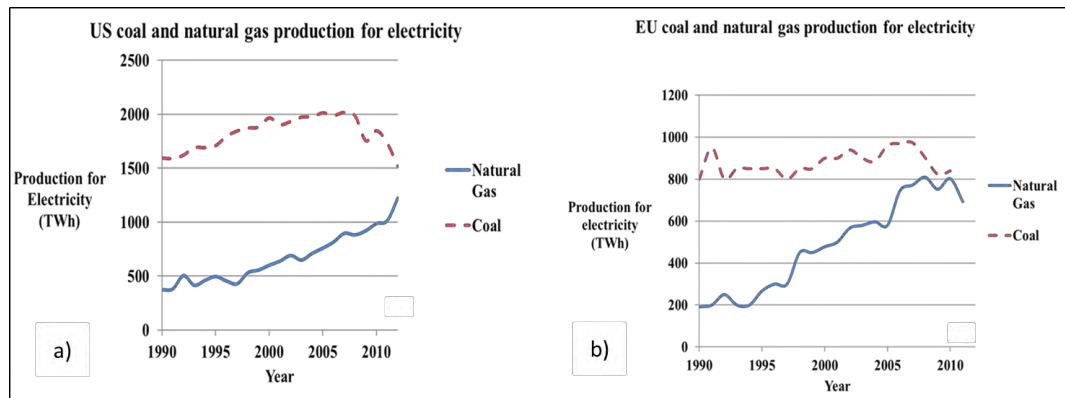 US coal and natural gas production for electricity
2500
2000
1500
1000
500
0
Production for
Electricity
(TWh)
1990
1995
2000
2005
2010
Year
Natural
Gas
Coal
a)
EU coal and natural gas production for electricity
1200
1000
800
600
400
200
0
Production for
electricity
(TWh)
1990
1995
2000
2005
2010
Year
Natural
Gas
Coal
b)